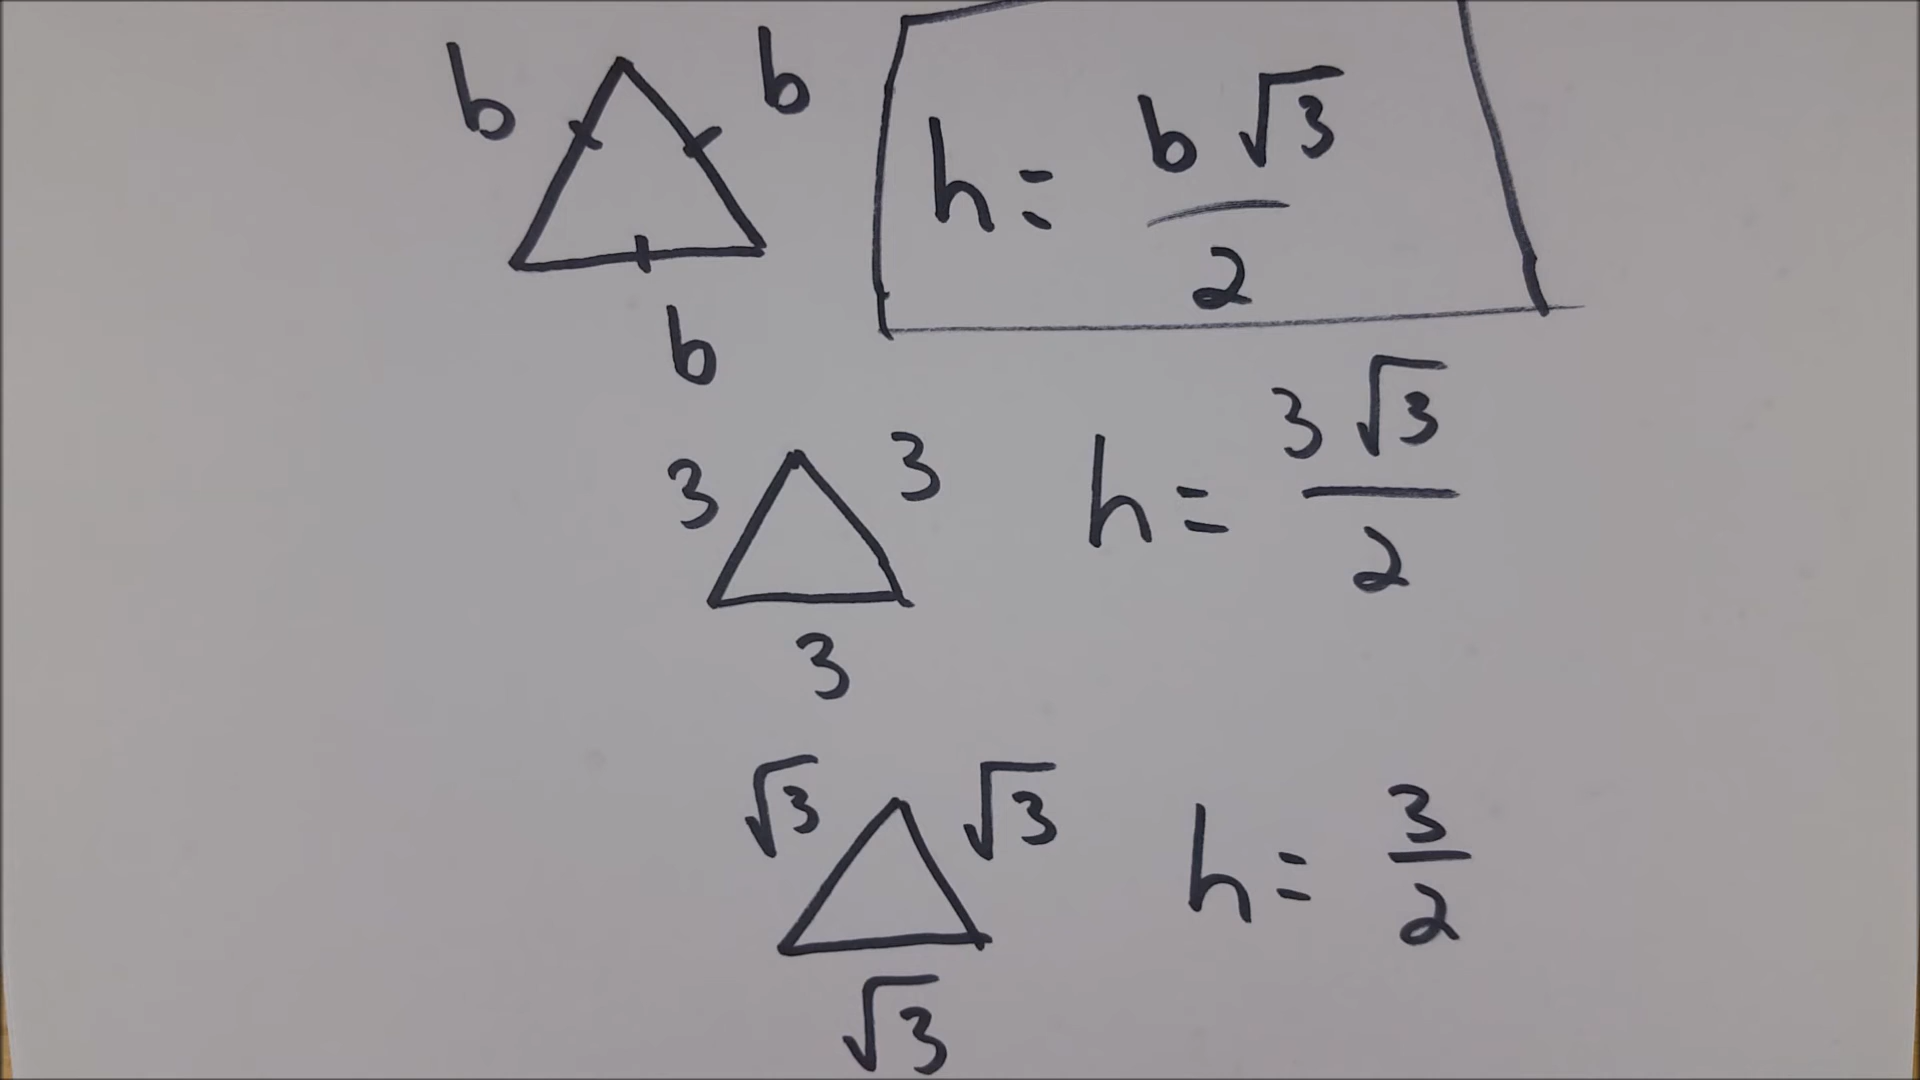 b b
h = b√3/2
b
3 3
h = 3√3/2
3
√3 √3
h = 3/2
√3